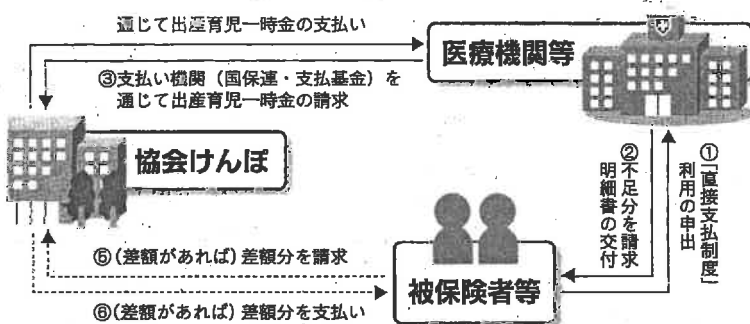 通じて出産育児一時金の支払い
医療機関等
③支払い機関（国保連・支払基金）を
通じて出産育児一時金の請求
協会けんぽ
①「直接支払制度」
利用の申出
②不足分を請求
明細書の交付
⑤(差額があれば) 差額分を請求
被保険者等
⑥(差額があれば) 差額分を支払い